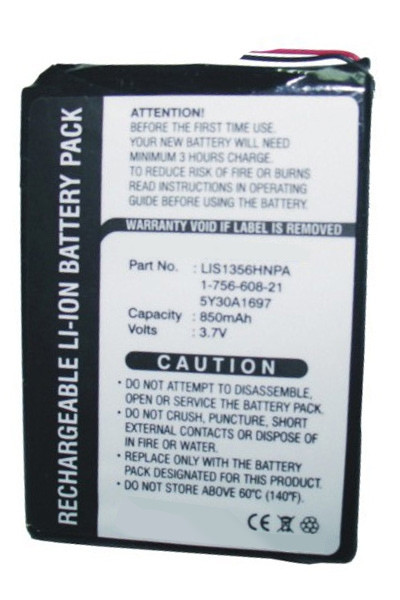 RECHARGEABLE LI-ION BATTERY PACK
ATTENTION!
BEFORE THE FIRST TIME USE,
YOUR NEW BATTERY WILL NEED
MINIMUM 3 HOURS CHARGE.
TO REDUCE RISK OF FIRE OR BURNS
READ INSTRUCTIONS IN OPERATING
GUIDE BEFORE USING THE BATTERY.
WARRANTY VOID IF LABEL IS REMOVED
Part No. : LIS1356HNPA
1-756-608-21
5Y30A1697
Capacity : 850mAh
Volts : 3.7V
CAUTION
• DO NOT ATTEMPT TO DISASSEMBLE,
OPEN OR SERVICE THE BATTERY PACK.
• DO NOT CRUSH, PUNCTURE, SHORT
EXTERNAL CONTACTS OR DISPOSE OF
IN FIRE OR WATER.
• REPLACE ONLY WITH THE BATTERY
PACK DESIGNATED FOR THIS PRODUCT.
• DO NOT STORE ABOVE 60°C (140°F).
CE